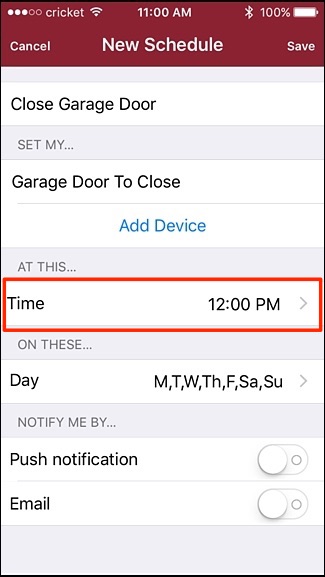 cricket 11:00 AM 100%
Cancel New Schedule Save
Close Garage Door
SET MY...
Garage Door To Close
Add Device
AT THIS...
Time 12:00 PM
ON THESE...
Day M,T,W,Th,F,Sa,Su
NOTIFY ME BY...
Push notification
Email